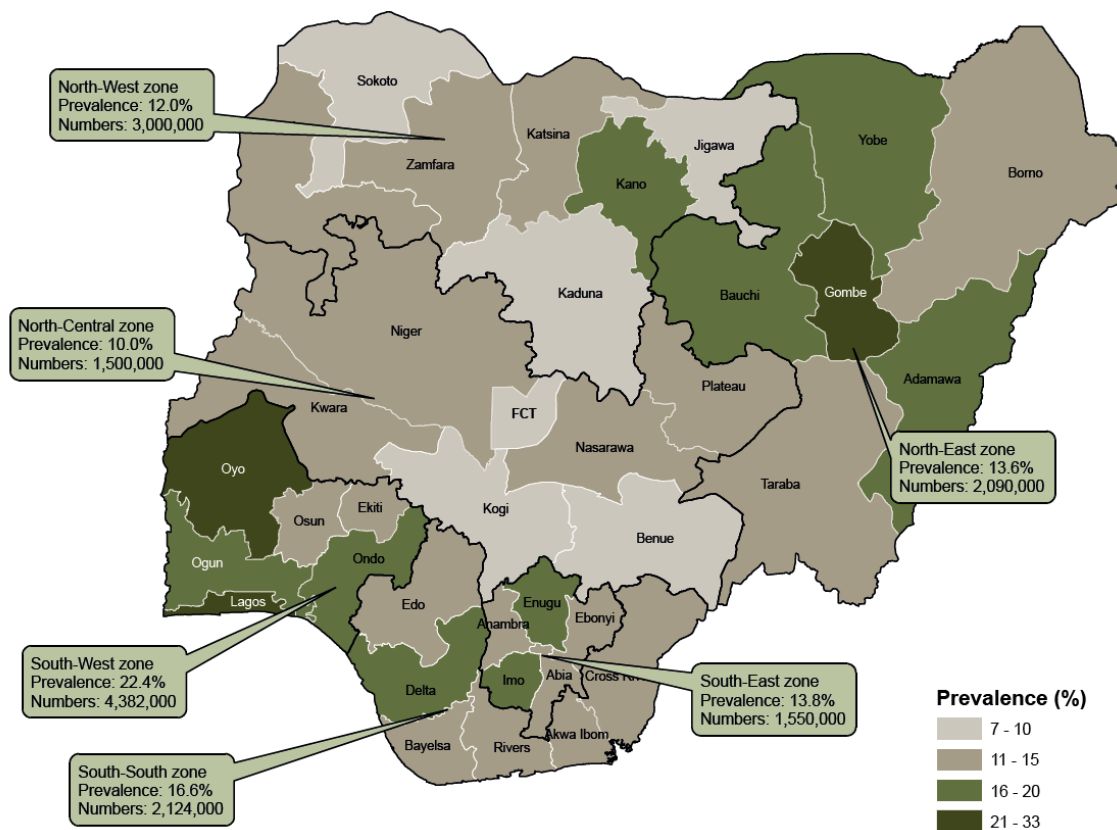 Sokoto
North-West zone
Prevalence: 12.0%
Numbers: 3,000,000
Katsina
Zamfara
Kano
Jigawa
Yobe
Borno
Kaduna
Bauchi
Gombe
North-Central zone
Prevalence: 10.0%
Numbers: 1,500,000
Niger
Adamawa
Plateau
Kwara
FCT
Nasarawa
North-East zone
Prevalence: 13.6%
Numbers: 2,090,000
Oyo
Taraba
Osun
Ekiti
Kogi
Benue
Ogun
Ondo
Lagos
Edo
Enugu
Anambra
Ebonyi
South-West zone
Prevalence: 22.4%
Numbers: 4,382,000
Delta
Imo
Abia
Cross
South-East zone
Prevalence: 13.8%
Numbers: 1,550,000
Bayelsa
Rivers
Akwa Ibom
South-South zone
Prevalence: 16.6%
Numbers: 2,124,000
Prevalence (%)
7 - 10
11 - 15
16 - 20
21 - 33